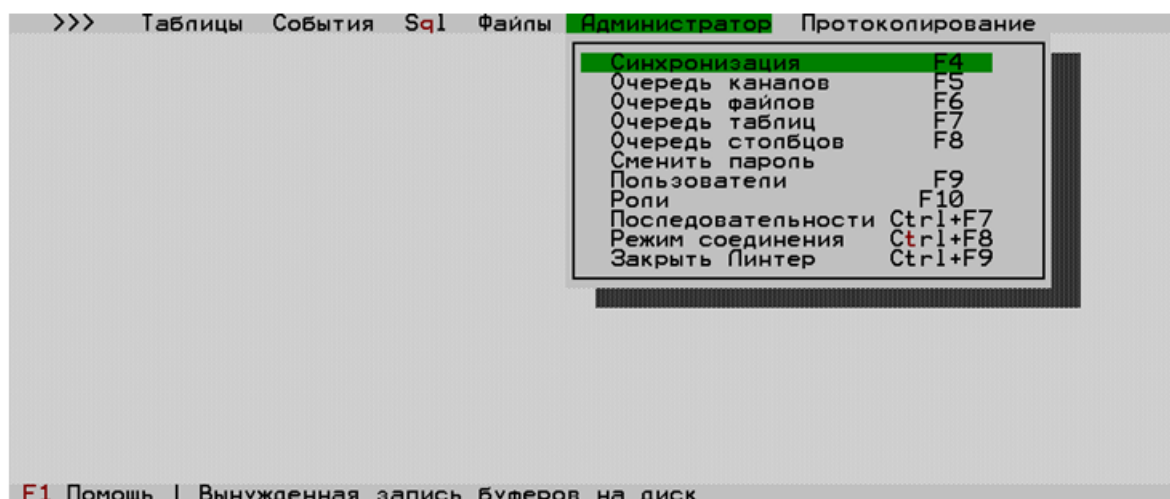 >>> Таблицы События Sql Файлы Администратор Протоколирование
Синхронизация F4
Очередь каналов F5
Очередь файлов F6
Очередь таблиц F7
Очередь столбцов F8
Сменить пароль
Пользователи F9
Роли F10
Последовательности Ctrl+F7
Режим соединения Ctrl+F8
Закрыть Линтер Ctrl+F9
F1 Помощь | Вынужденная запись буферов на диск